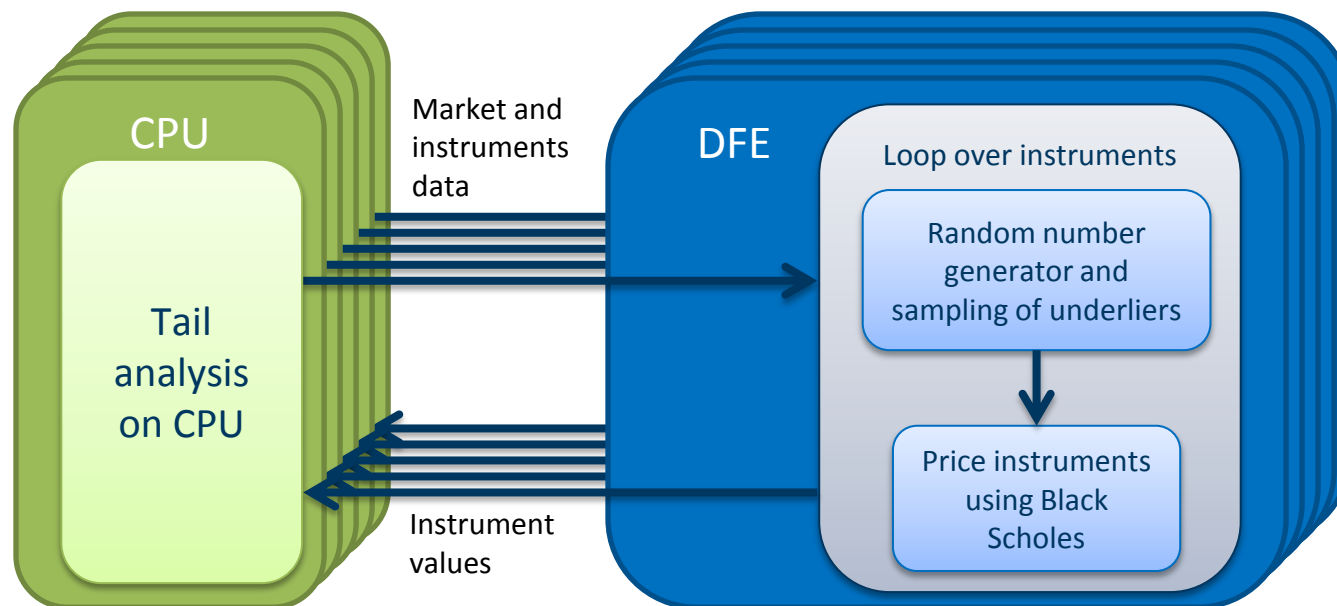 CPU
Tail
analysis
on CPU
Market and
instruments
data
Instrument
values
DFE
Loop over instruments
Random number
generator and
sampling of underliers
Price instruments
using Black
Scholes